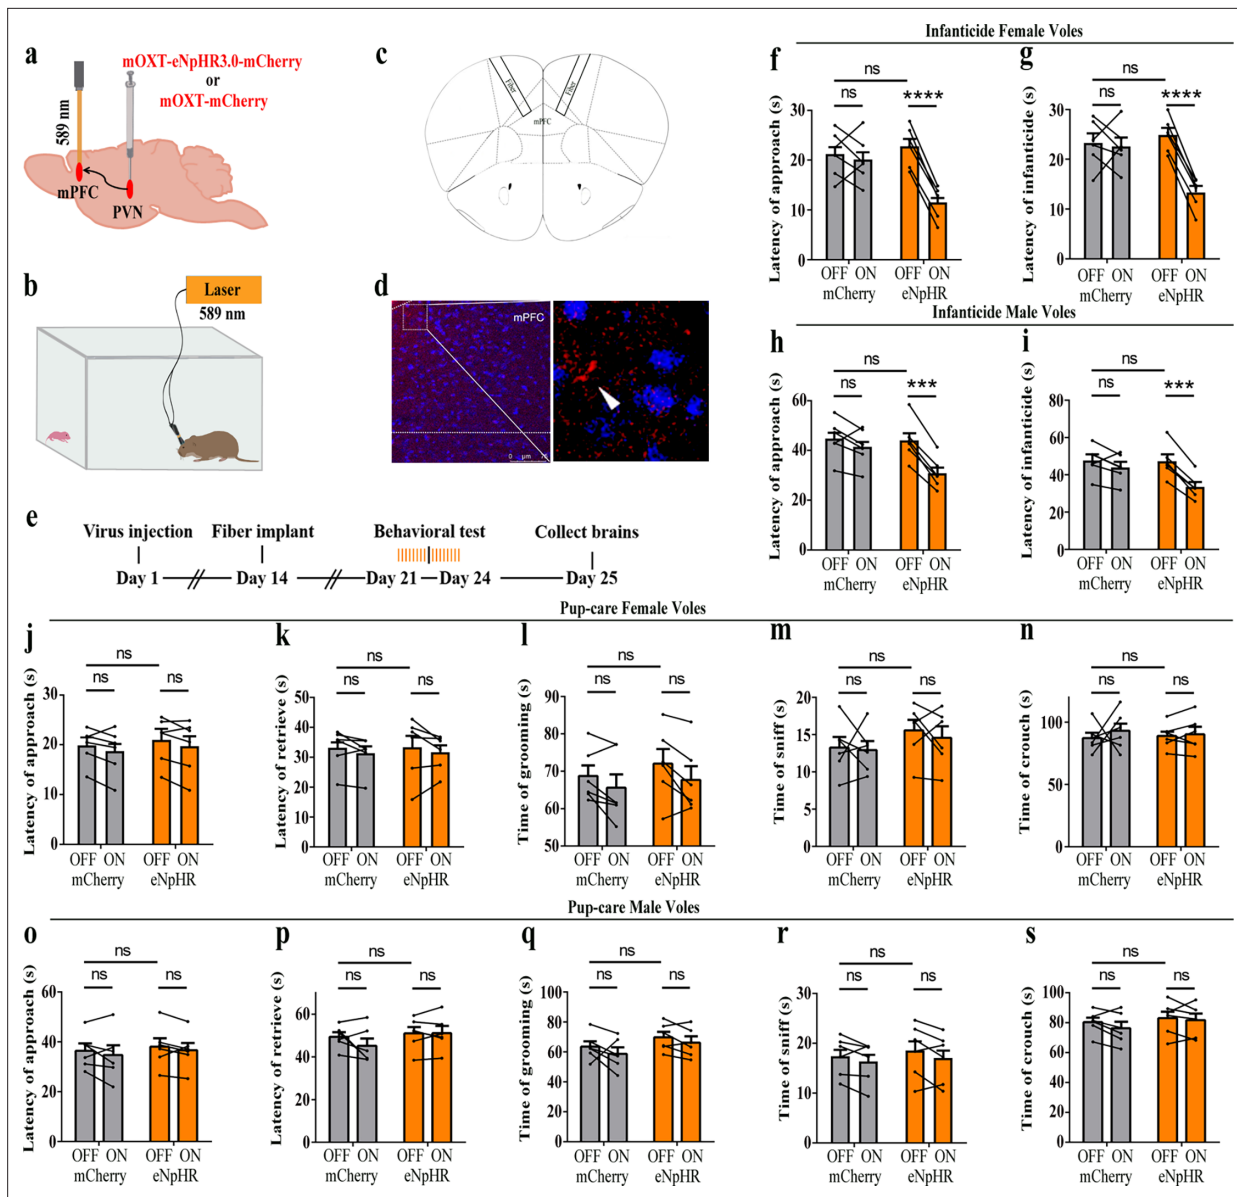 a
mOXT-eNpHR3.0-mCherry
or
mOXT-mCherry
589 nm
mPFC
PVN
b
Laser
589 nm
c
Fiber
Fiber
mPFC
d
mPFC
0 μm
e
Virus injection
Fiber implant
Behavioral test
Collect brains
Day 1
Day 14
Day 21
Day 24
Day 25
Infanticide Female Voles
f
Latency of approach (s)
ns
ns
****
30
20
10
0
OFF ON OFF ON
mCherry eNpHR
g
Latency of infanticide (s)
ns
ns
****
30
20
10
0
OFF ON OFF ON
mCherry eNpHR
Infanticide Male Voles
h
Latency of approach (s)
ns
ns
***
60
40
20
0
OFF ON OFF ON
mCherry eNpHR
i
Latency of infanticide (s)
ns
ns
***
80
60
40
20
0
OFF ON OFF ON
mCherry eNpHR
Pup-care Female Voles
j
Latency of approach (s)
ns
ns ns
30
20
10
0
OFF ON OFF ON
mCherry eNpHR
k
Latency of retrieve (s)
ns
ns ns
50
40
30
20
10
0
OFF ON OFF ON
mCherry eNpHR
l
Time of grooming (s)
ns
ns ns
90
80
70
60
50
OFF ON OFF ON
mCherry eNpHR
m
Time of sniff (s)
ns
ns ns
20
15
10
5
0
OFF ON OFF ON
mCherry eNpHR
n
Time of crouch (s)
ns
ns ns
100
50
0
OFF ON OFF ON
mCherry eNpHR
Pup-care Male Voles
o
Latency of approach (s)
ns
ns ns
60
40
20
0
OFF ON OFF ON
mCherry eNpHR
p
Latency of retrieve (s)
ns
ns ns
60
40
20
0
OFF ON OFF ON
mCherry eNpHR
q
Time of grooming (s)
ns
ns ns
100
80
60
40
20
0
OFF ON OFF ON
mCherry eNpHR
r
Time of sniff (s)
ns
ns ns
30
20
10
0
OFF ON OFF ON
mCherry eNpHR
s
Time of crouch (s)
ns
ns ns
100
80
60
40
20
0
OFF ON OFF ON
mCherry eNpHR